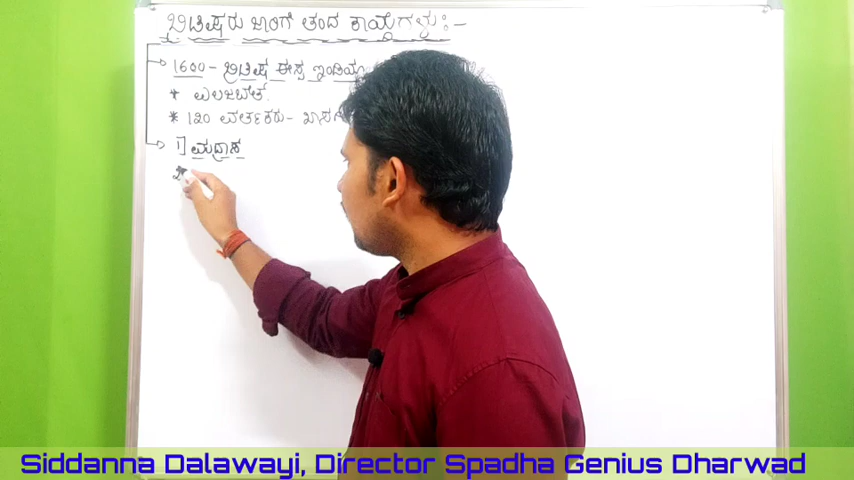 ಬ್ರಿಟಿಷರು ಜಾರಿಗೆ ತಂದ ಕಾಯ್ದೆಗಳು :-
1600 - ಬ್ರಿಟಿಷ ಈಸ್ಟ ಇಂಡಿಯಾ
* ಎಲಿಜಬೆತ್.
* 120 ವರ್ತಕರು -
1] ಮದ್ರಾಸ
Siddanna Dalawayi, Director Spadha Genius Dharwad